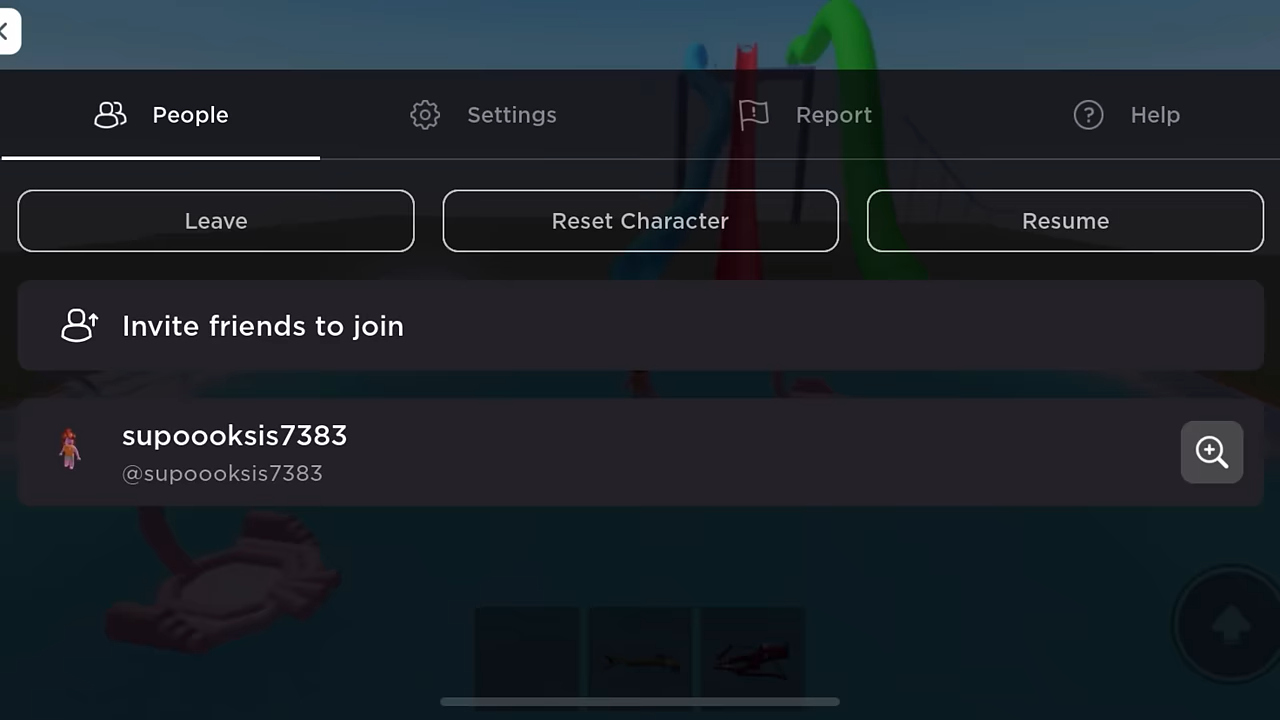 People
Settings
Report
Help
Leave
Reset Character
Resume
Invite friends to join
supoooksis7383
@supoooksis7383